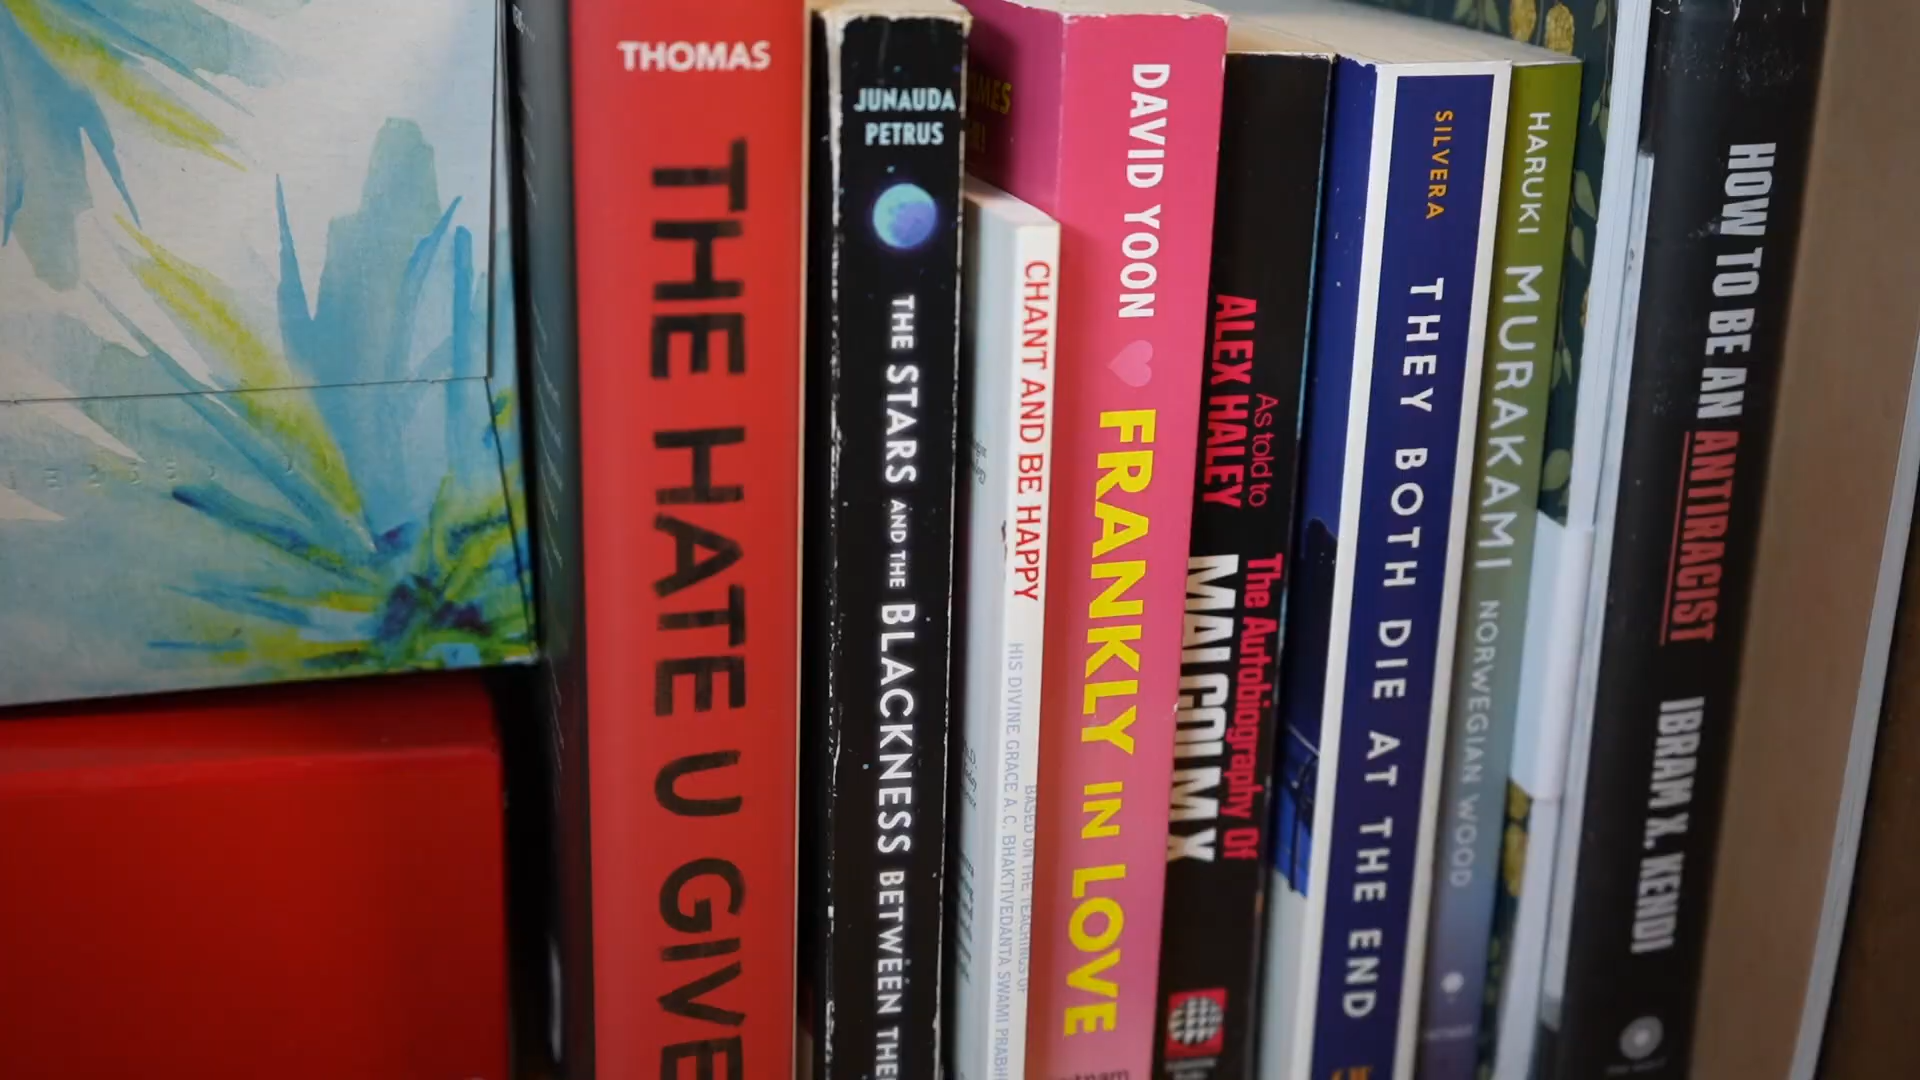 THOMAS
THE HATE U GIVE
JUNAUDA
PETRUS
THE STARS AND THE BLACKNESS BETWEEN THE
CHANT AND BE HAPPY
BASED ON THE TEACHINGS OF
HIS DIVINE GRACE A.C. BHAKTIVEDANTA SWAMI PRABH
DAVID YOON
FRANKLY IN LOVE
As told to
ALEX HALEY
The Autobiography Of
MALCOLM X
SILVERA
THEY BOTH DIE AT THE END
HARUKI MURAKAMI NORWEGIAN WOOD
HOW TO BE AN ANTIRACIST IBRAM X. KENDI